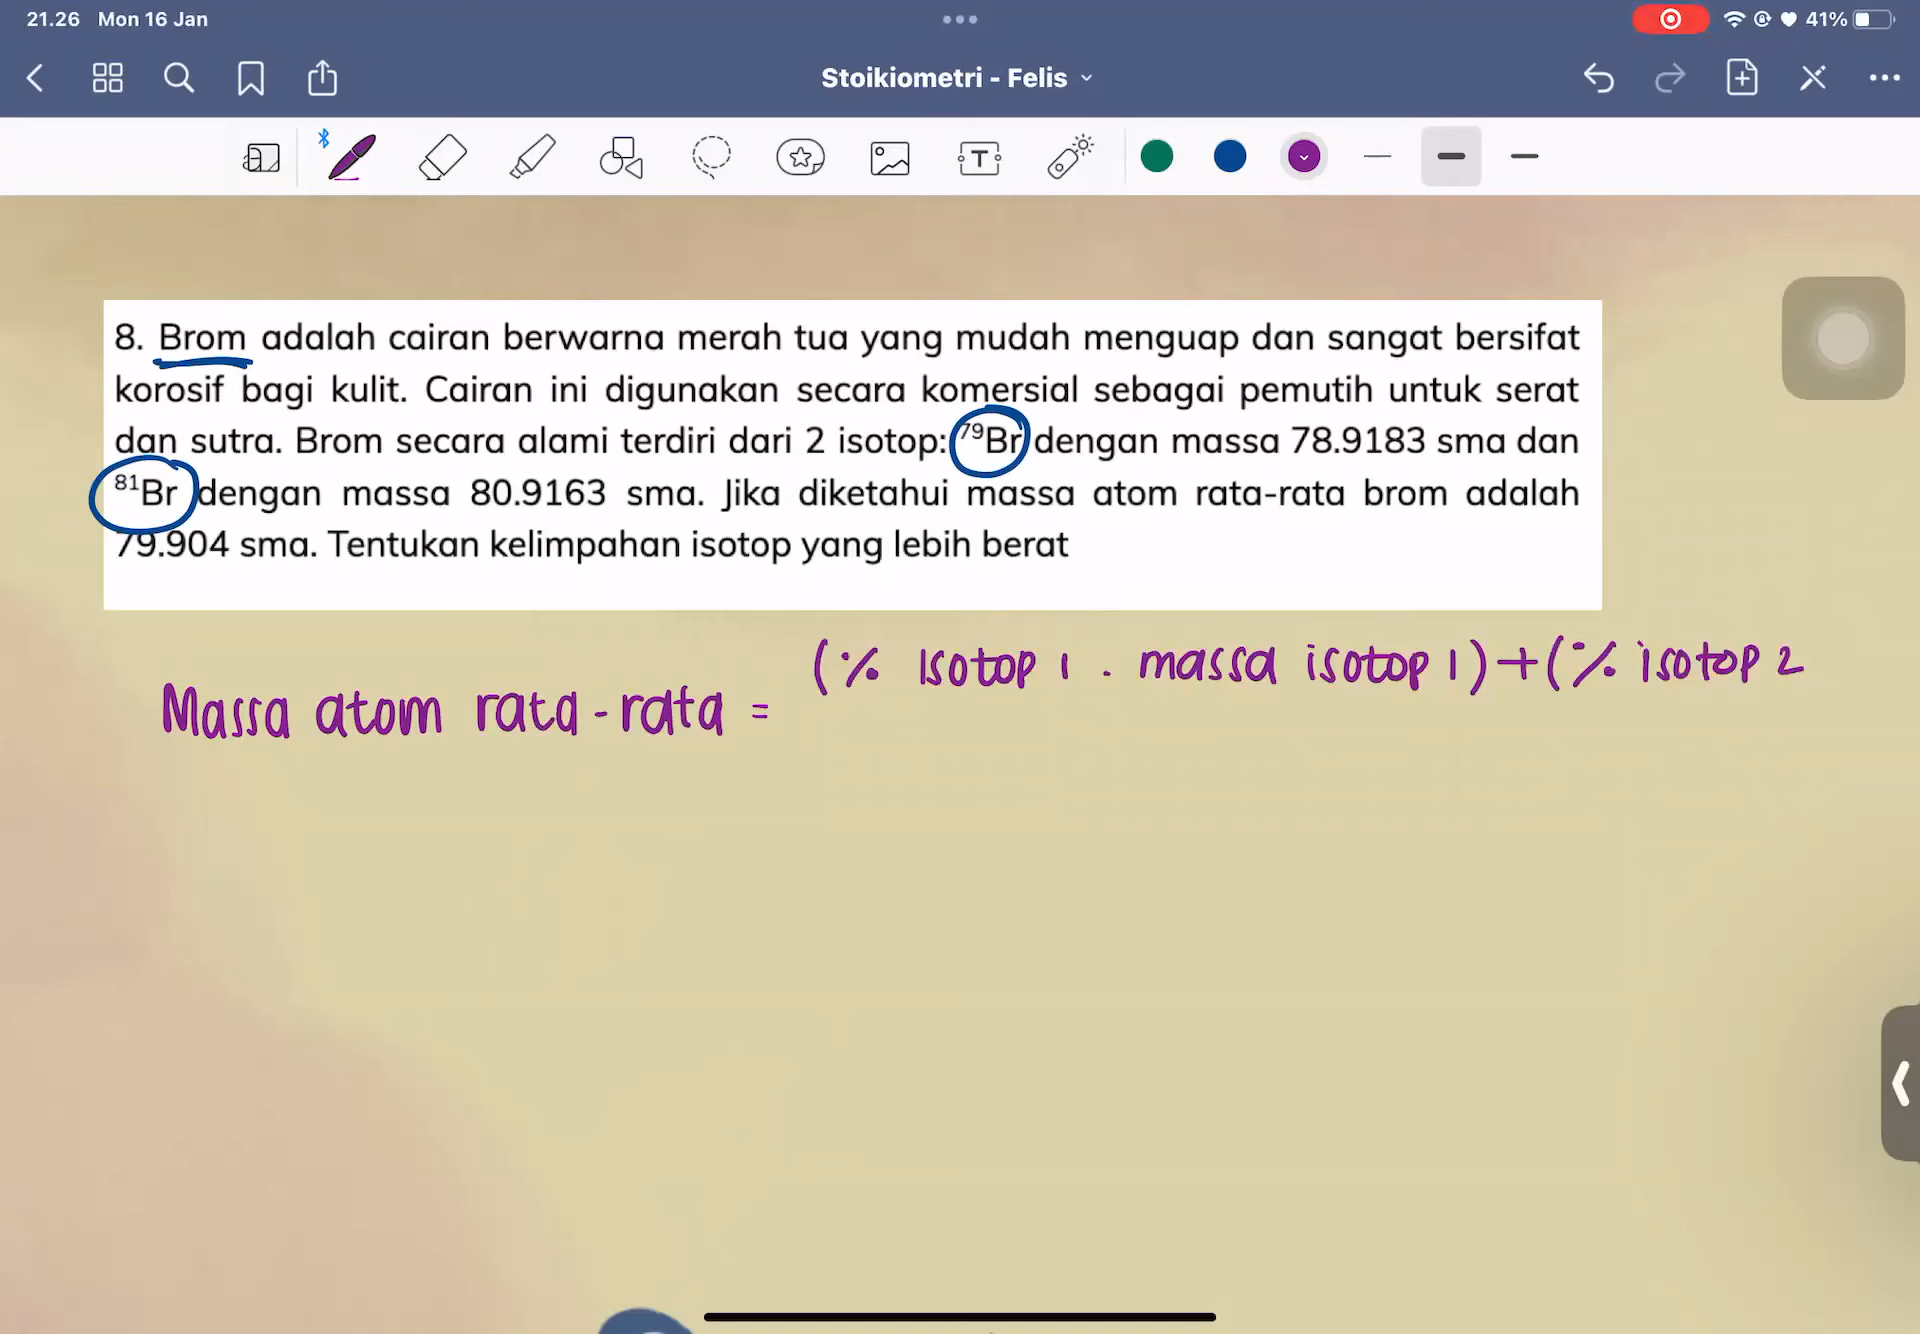 21.26 Mon 16 Jan
41%
Stoikiometri - Felis
8. Brom adalah cairan berwarna merah tua yang mudah menguap dan sangat bersifat
korosif bagi kulit. Cairan ini digunakan secara komersial sebagai pemutih untuk serat
dan sutra. Brom secara alami terdiri dari 2 isotop: ⁷⁹Br dengan massa 78.9183 sma dan
⁸¹Br dengan massa 80.9163 sma. Jika diketahui massa atom rata-rata brom adalah
79.904 sma. Tentukan kelimpahan isotop yang lebih berat
(% isotop 1 . massa isotop 1) + (% isotop 2
Massa atom rata-rata =